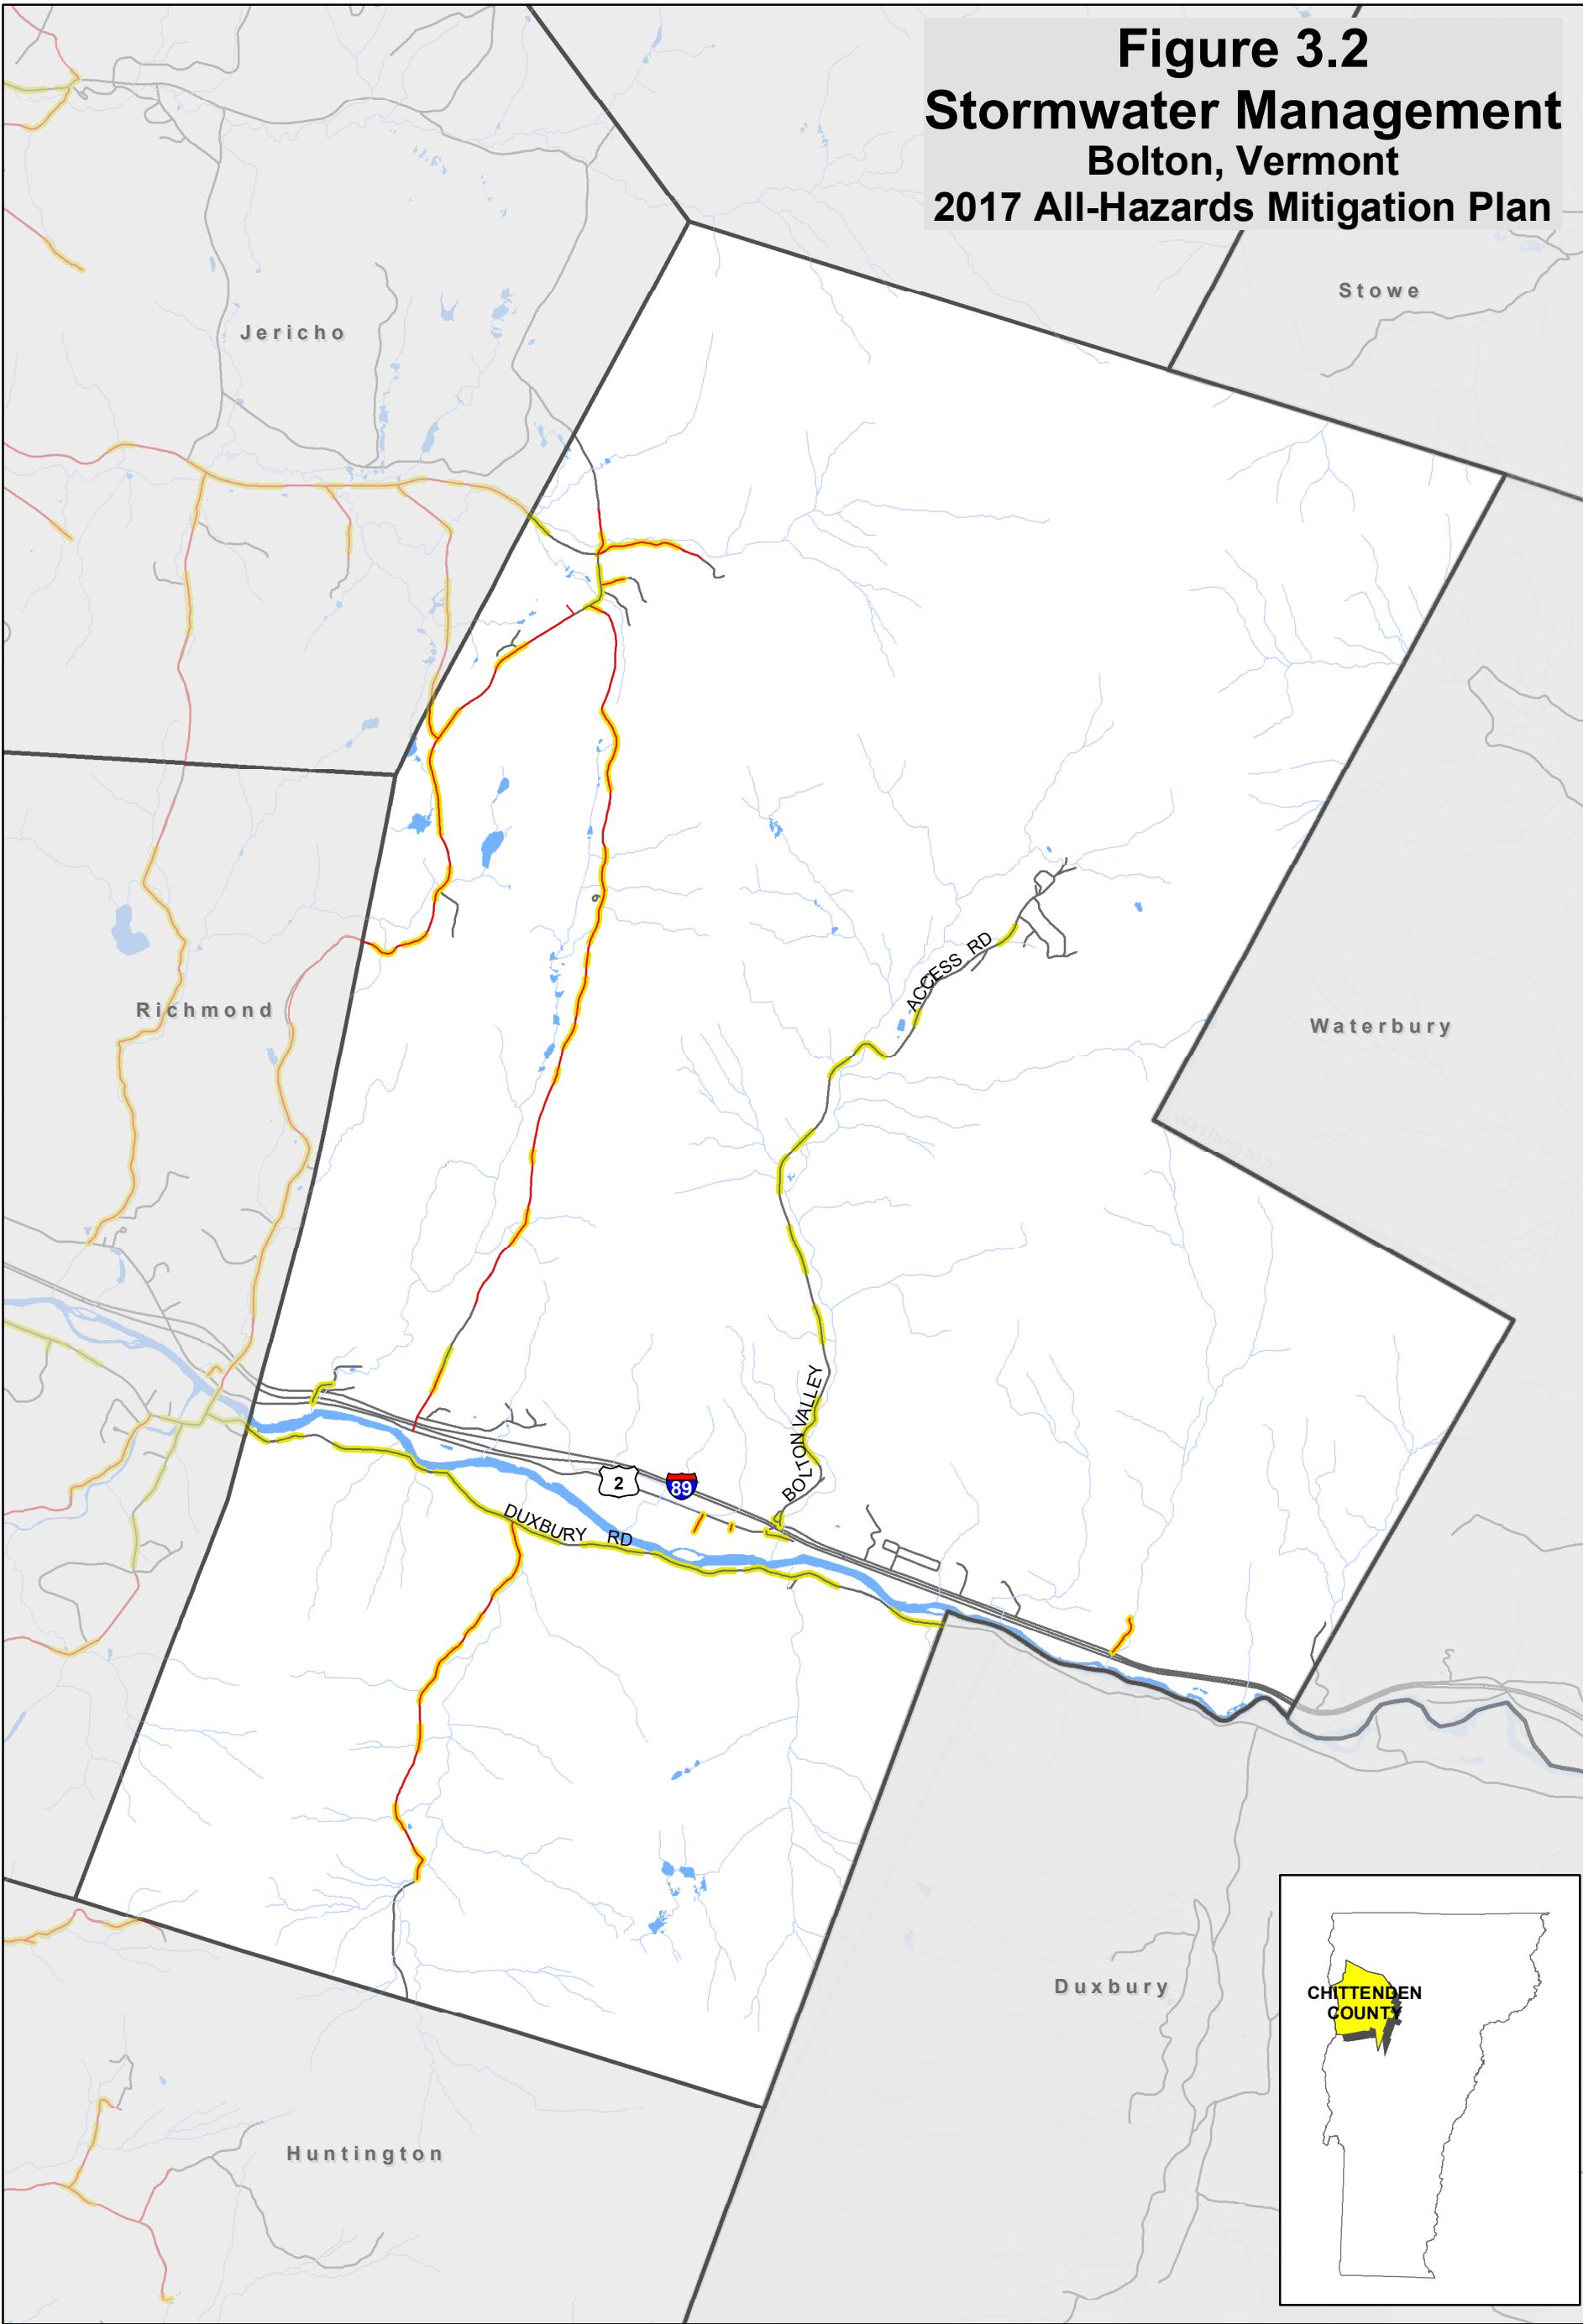 Figure 3.2
Stormwater Management
Bolton, Vermont
2017 All-Hazards Mitigation Plan
Stowe
Jericho
ACCESS RD
Richmond
Waterbury
Washington
BOLTON VALLEY
2
89
DUXBURY RD
Duxbury
CHITTENDEN
COUNTY
Huntington